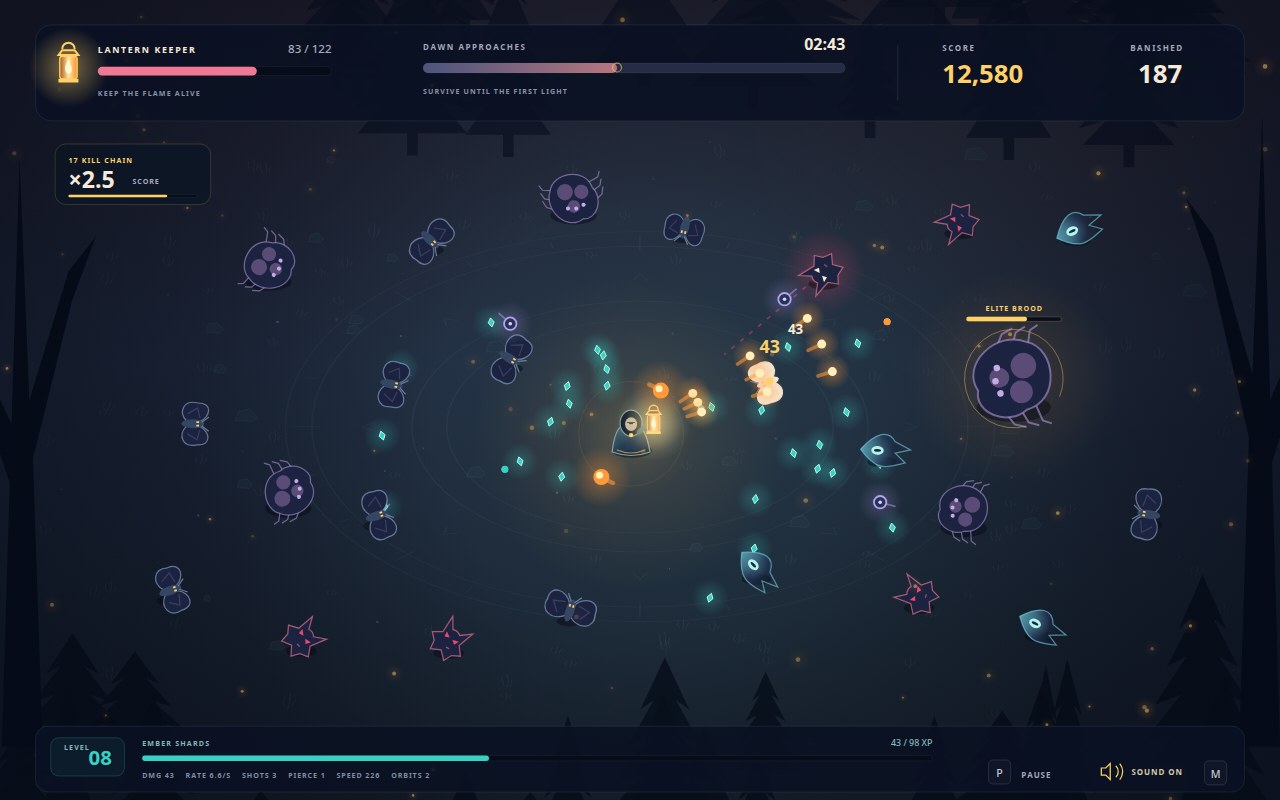 LANTERN KEEPER 83 / 122
KEEP THE FLAME ALIVE
DAWN APPROACHES 02:43
SURVIVE UNTIL THE FIRST LIGHT
SCORE
12,580
BANISHED
187
17 KILL CHAIN
×2.5 SCORE
ELITE BROOD
43
43
LEVEL 08
EMBER SHARDS 43 / 98 XP
DMG 43 RATE 6.6/S SHOTS 3 PIERCE 1 SPEED 226 ORBITS 2
P PAUSE
SOUND ON M